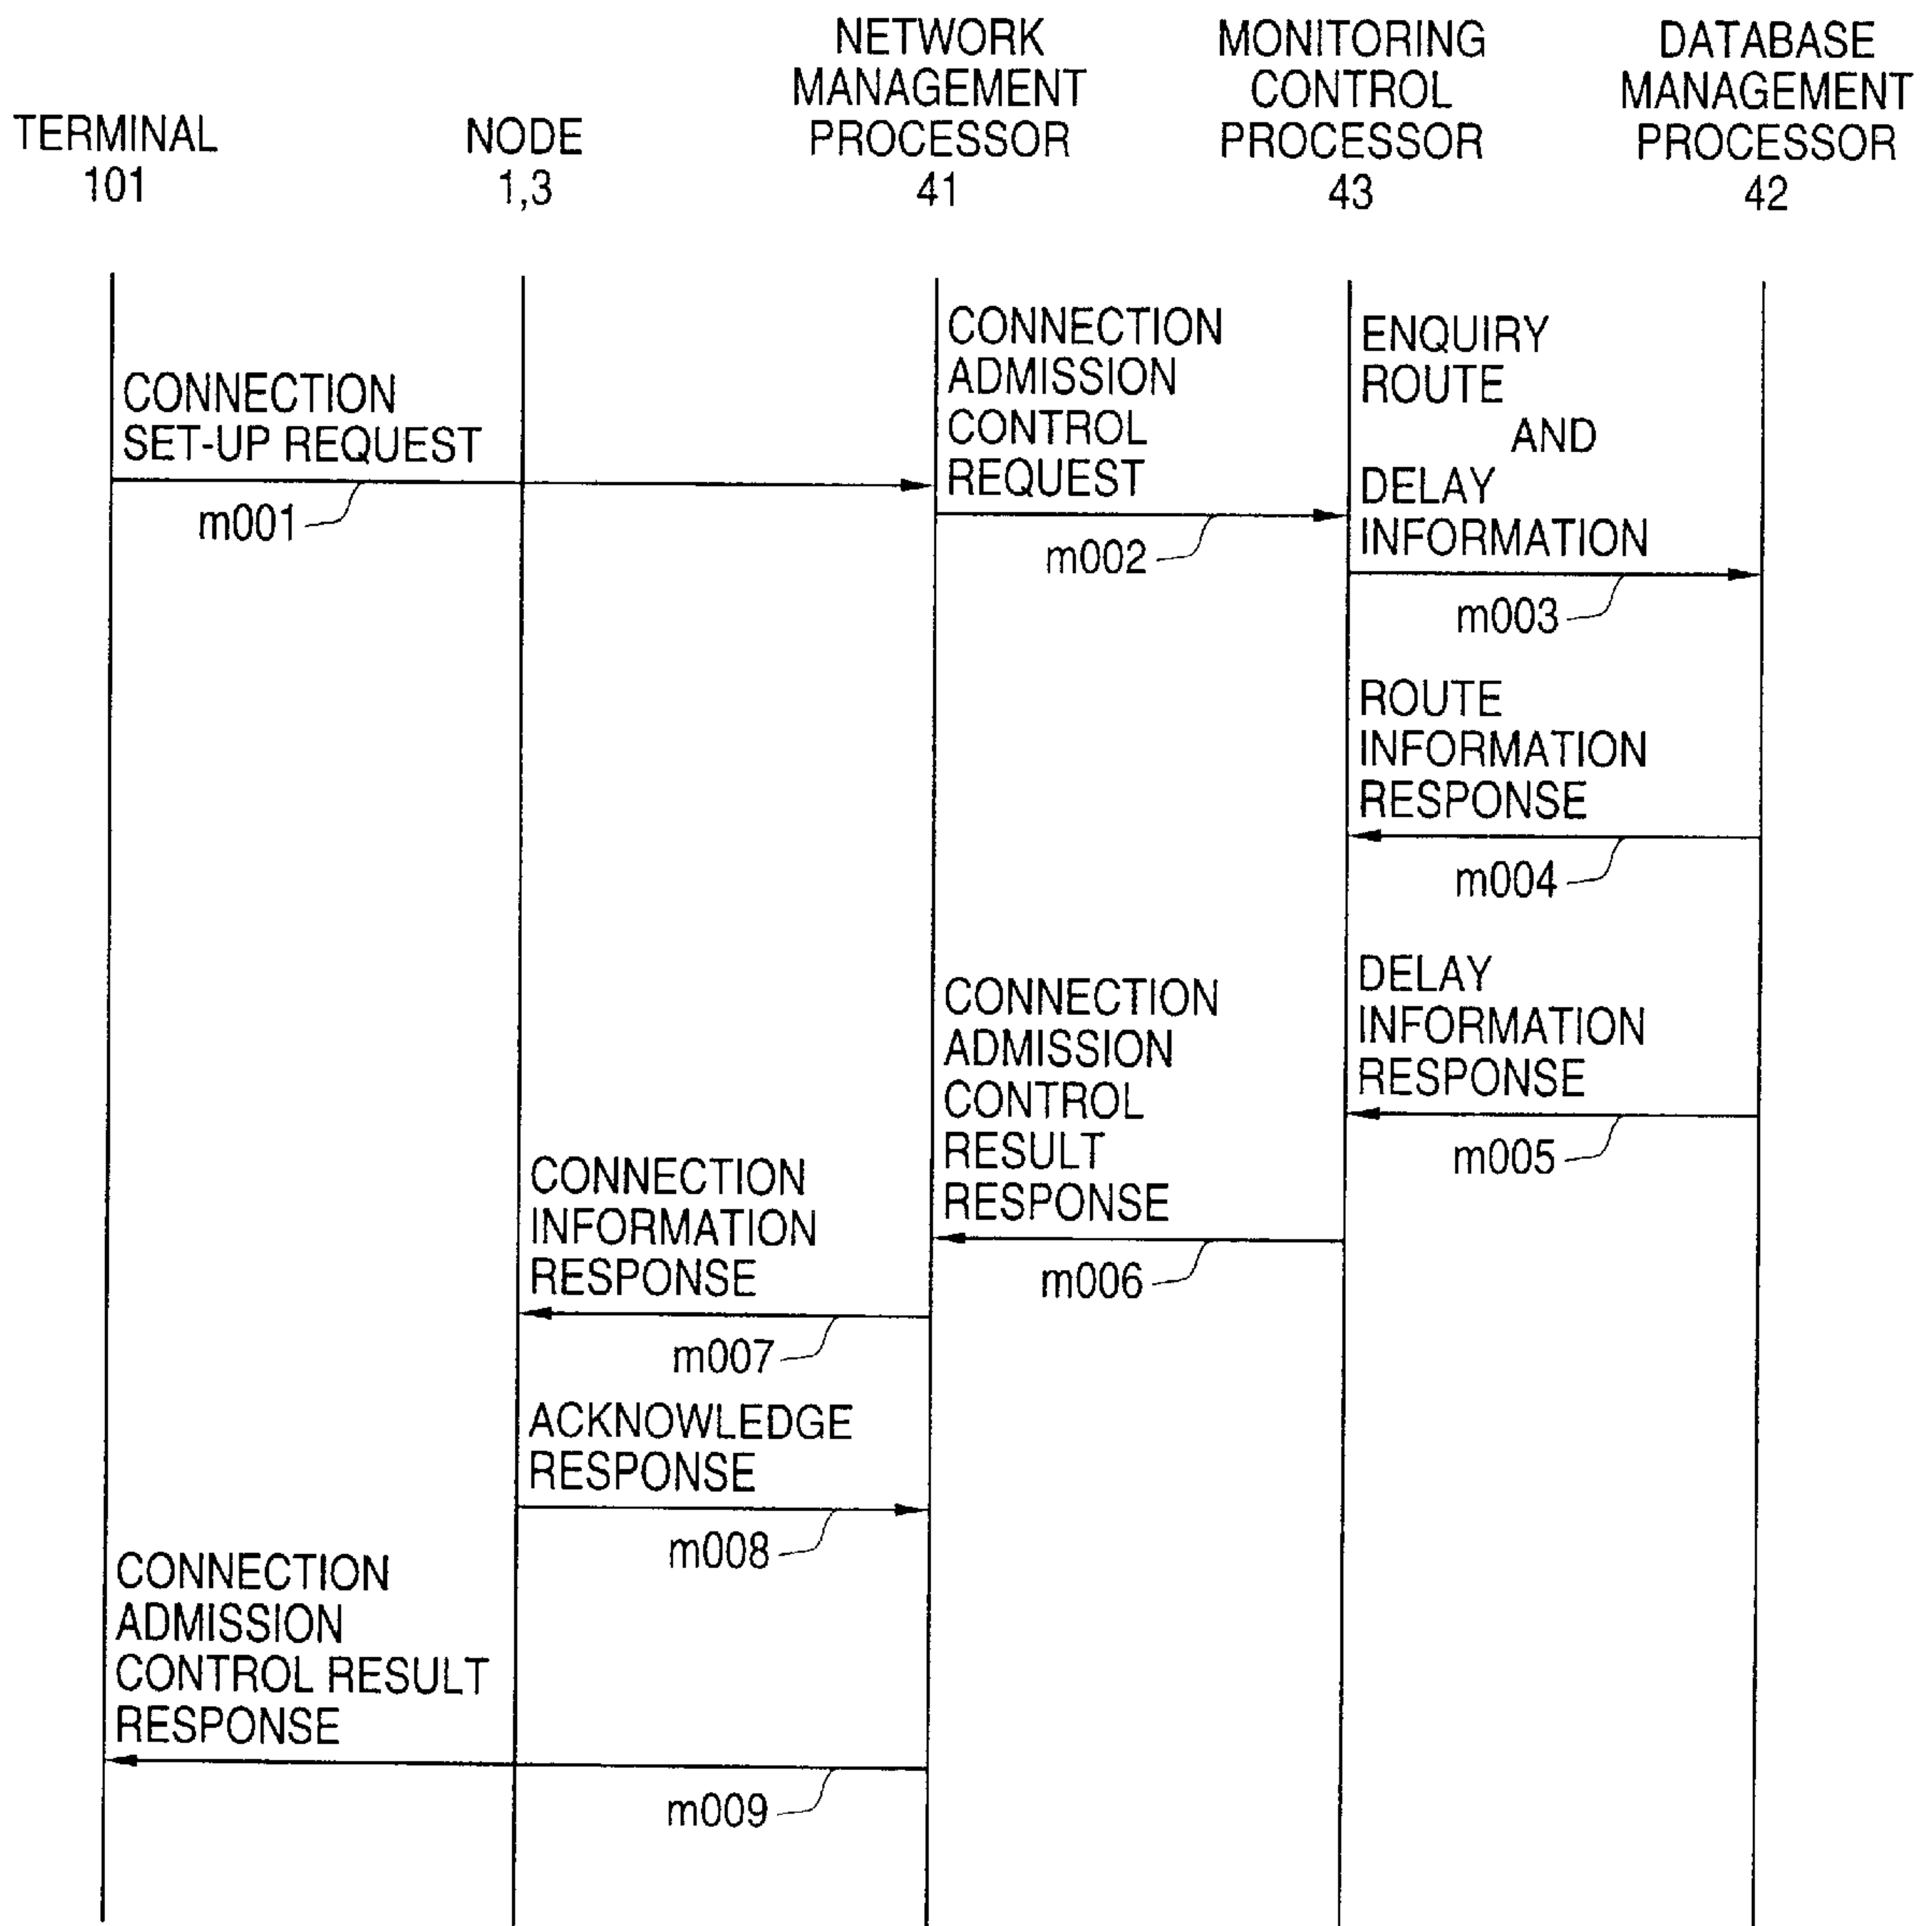 TERMINAL
101
NODE
1,3
NETWORK
MANAGEMENT
PROCESSOR
41
MONITORING
CONTROL
PROCESSOR
43
DATABASE
MANAGEMENT
PROCESSOR
42
CONNECTION
SET-UP REQUEST
m001
CONNECTION
ADMISSION
CONTROL
REQUEST
m002
ENQUIRY
ROUTE
AND
DELAY
INFORMATION
m003
ROUTE
INFORMATION
RESPONSE
m004
DELAY
INFORMATION
RESPONSE
m005
CONNECTION
ADMISSION
CONTROL
RESULT
RESPONSE
m006
CONNECTION
INFORMATION
RESPONSE
m007
ACKNOWLEDGE
RESPONSE
m008
CONNECTION
ADMISSION
CONTROL RESULT
RESPONSE
m009